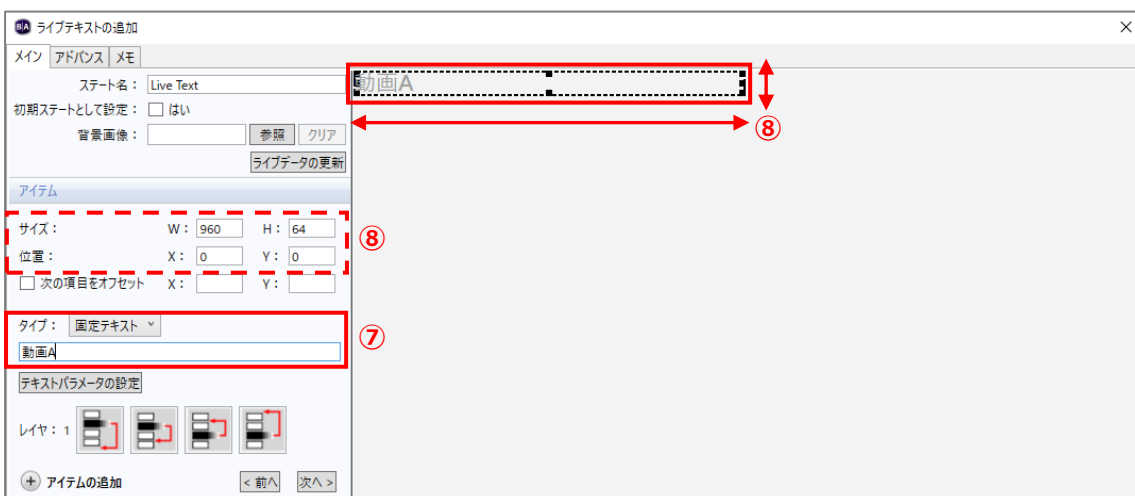 BA ライブテキストの追加
メイン アドバンス メモ
ステート名： Live Text
初期ステートとして設定： はい
背景画像： 参照 クリア
ライブデータの更新
アイテム
サイズ： W： 960 H： 64
位置： X： 0 Y： 0
次の項目をオフセット X： Y：
⑧
タイプ： 固定テキスト
動画A
⑦
テキストパラメータの設定
レイヤ： 1
アイテムの追加 < 前へ 次へ >
動画A
⑧